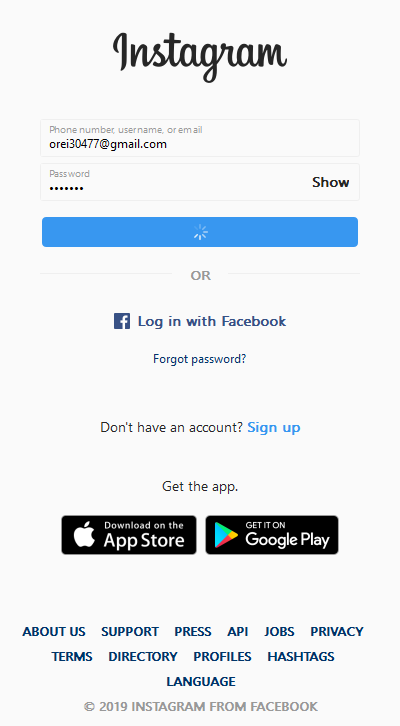 Instagram
Phone number, username, or email
orei30477@gmail.com
Password
•••••••
Show
OR
Log in with Facebook
Forgot password?
Don't have an account? Sign up
Get the app.
Download on the
App Store
GET IT ON
Google Play
ABOUT US SUPPORT PRESS API JOBS PRIVACY
TERMS DIRECTORY PROFILES HASHTAGS
LANGUAGE
© 2019 INSTAGRAM FROM FACEBOOK